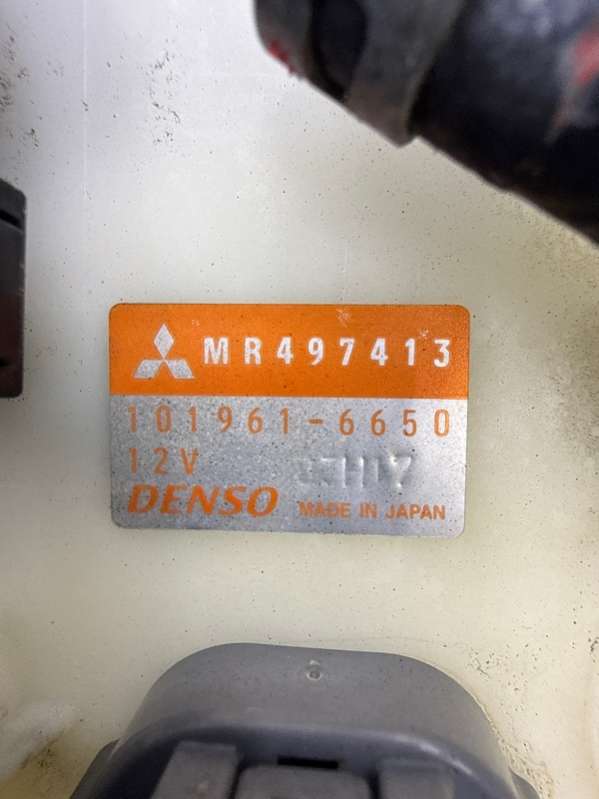 MR497413
101961-6650
12V
DENSO MADE IN JAPAN